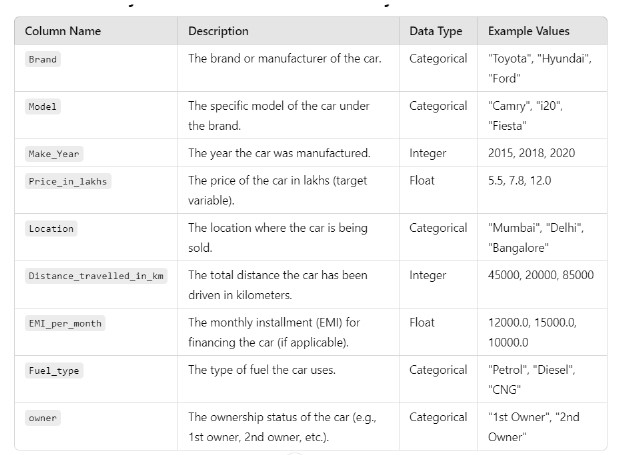 Column Name Description Data Type Example Values
Brand The brand or manufacturer of the car. Categorical "Toyota", "Hyundai",
"Ford"
Model The specific model of the car under Categorical "Camry", "i20",
the brand. "Fiesta"
Make_Year The year the car was manufactured. Integer 2015, 2018, 2020
Price_in_lakhs The price of the car in lakhs (target Float 5.5, 7.8, 12.0
variable).
Location The location where the car is being Categorical "Mumbai", "Delhi",
sold. "Bangalore"
Distance_travelled_in_km The total distance the car has been Integer 45000, 20000, 85000
driven in kilometers.
EMI_per_month The monthly installment (EMI) for Float 12000.0, 15000.0,
financing the car (if applicable). 10000.0
Fuel_type The type of fuel the car uses. Categorical "Petrol", "Diesel",
"CNG"
owner The ownership status of the car (e.g., Categorical "1st Owner", "2nd
1st owner, 2nd owner, etc.). Owner"